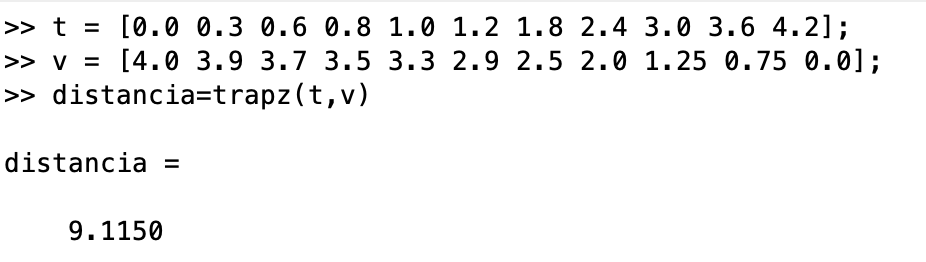 >> t = [0.0 0.3 0.6 0.8 1.0 1.2 1.8 2.4 3.0 3.6 4.2];
>> v = [4.0 3.9 3.7 3.5 3.3 2.9 2.5 2.0 1.25 0.75 0.0];
>> distancia=trapz(t,v)
distancia =
9.1150